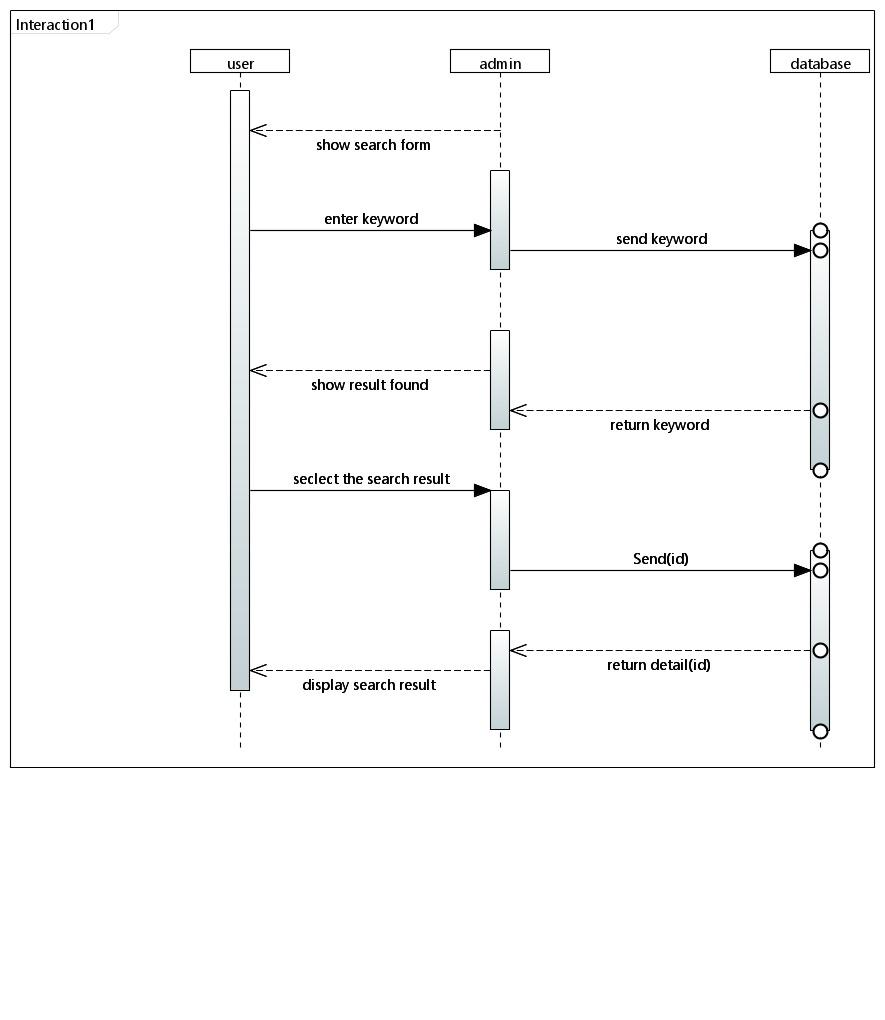 Interaction1
user
admin
database
show search form
enter keyword
send keyword
show result found
return keyword
seclect the search result
Send(id)
return detail(id)
display search result